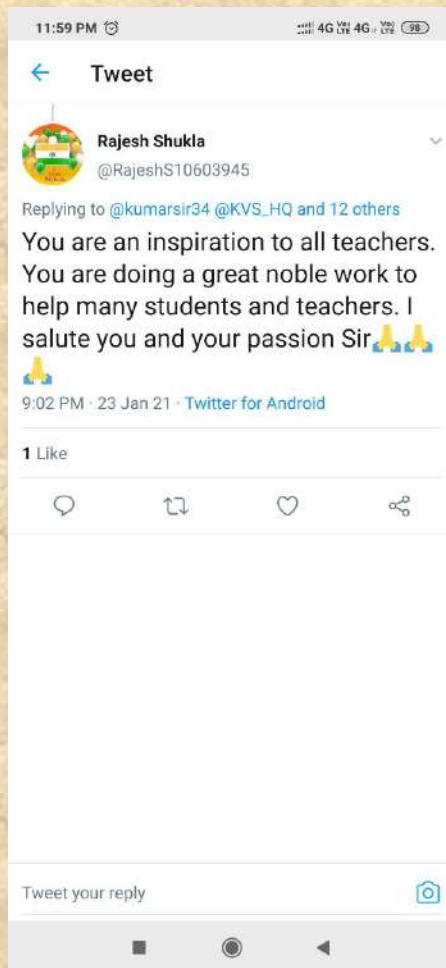 11:59 PM 4G VoLTE 4G VoLTE 98
Tweet
Rajesh Shukla
@RajeshS10603945
Replying to @kumarsir34 @KVS_HQ and 12 others
You are an inspiration to all teachers.
You are doing a great noble work to
help many students and teachers. I
salute you and your passion Sir🙏🙏
🙏
9:02 PM · 23 Jan 21 · Twitter for Android
1 Like
Tweet your reply